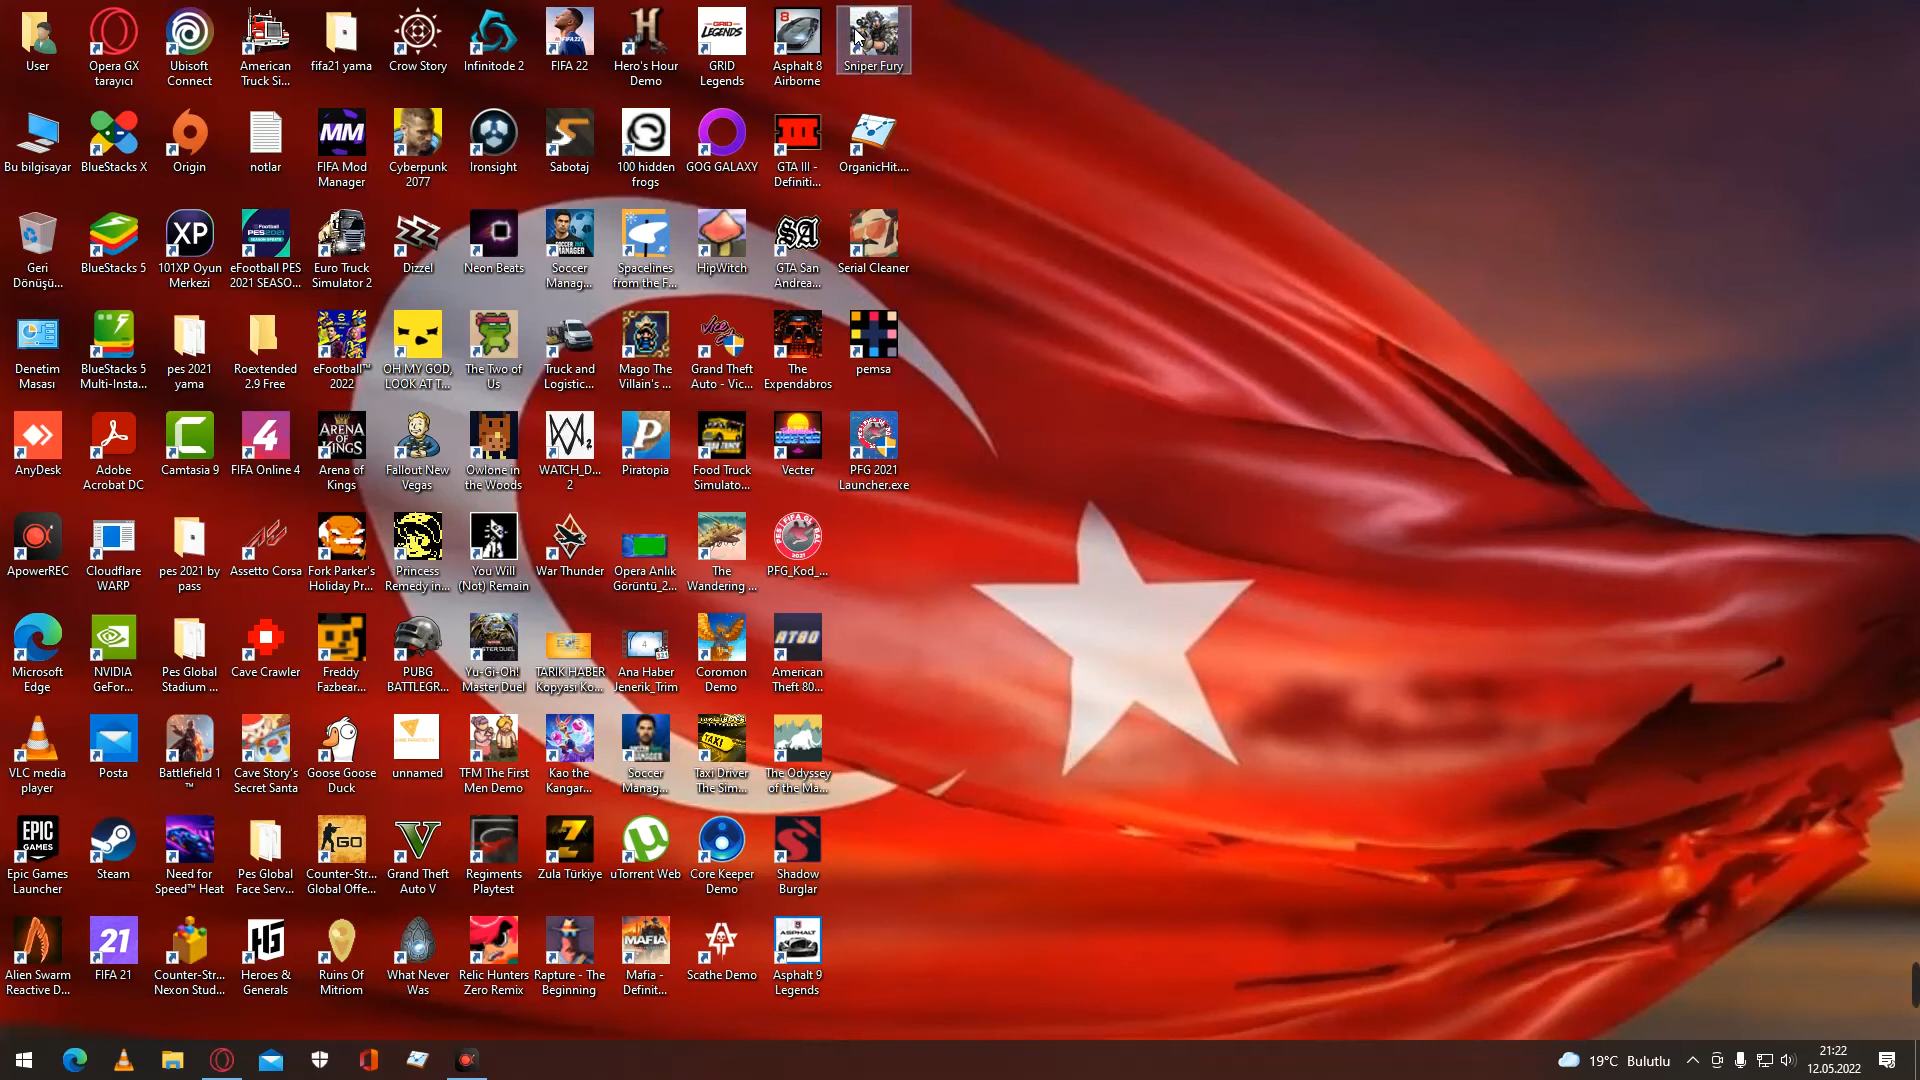 User
Opera GX
tarayıcı
Ubisoft
Connect
American
Truck Si...
fifa21 yama
Crow Story
Infinitode 2
FIFA 22
Hero's Hour
Demo
GRID
Legends
Asphalt 8
Airborne
Sniper Fury
Bu bilgisayar
BlueStacks X
Origin
notlar
FIFA Mod
Manager
Cyberpunk
2077
Ironsight
Sabotaj
100 hidden
frogs
GOG GALAXY
GTA III -
Definiti...
OrganicHit....
Geri
Dönüşü...
BlueStacks 5
101XP Oyun
Merkezi
eFootball PES
2021 SEASO...
Euro Truck
Simulator 2
Dizzel
Neon Beats
Soccer
Manag...
Spacelines
from the F...
HipWitch
GTA San
Andrea...
Serial Cleaner
Denetim
Masası
BlueStacks 5
Multi-Insta...
pes 2021
yama
Roextended
2.9 Free
eFootball™
2022
OH MY GOD,
LOOK AT T...
The Two of
Us
Truck and
Logistic...
Mago The
Villain's ...
Grand Theft
Auto - Vic...
The
Expendabros
pemsa
AnyDesk
Adobe
Acrobat DC
Camtasia 9
FIFA Online 4
Arena of
Kings
Fallout New
Vegas
Owlone in
the Woods
WATCH_D...
2
Piratopia
Food Truck
Simulato...
Vecter
PFG 2021
Launcher.exe
ApowerREC
Cloudflare
WARP
pes 2021 by
pass
Assetto Corsa
Fork Parker's
Holiday Pr...
Princess
Remedy in...
You Will
(Not) Remain
War Thunder
Opera Anlık
Görüntü_2...
The
Wandering ...
PFG_Kod_...
Microsoft
Edge
NVIDIA
GeFor...
Pes Global
Stadium ...
Cave Crawler
Freddy
Fazbear...
PUBG
BATTLEGR...
Yu-Gi-Oh!
Master Duel
TARIK HABER
Kopyası Ko...
Ana Haber
Jenerik_Trim
Coromon
Demo
American
Theft 80...
VLC media
player
Posta
Battlefield 1
™
Cave Story's
Secret Santa
Goose Goose
Duck
unnamed
TFM The First
Men Demo
Kao the
Kangar...
Soccer
Manag...
Taxi Driver
The Sim...
The Odyssey
of the Ma...
Epic Games
Launcher
Steam
Need for
Speed™ Heat
Pes Global
Face Serv...
Counter-Str...
Global Offe...
Grand Theft
Auto V
Regiments
Playtest
Zula Türkiye
uTorrent Web
Core Keeper
Demo
Shadow
Burglar
Alien Swarm
Reactive D...
FIFA 21
Counter-Str...
Nexon Stud...
Heroes &
Generals
Ruins Of
Mitriom
What Never
Was
Relic Hunters
Zero Remix
Rapture - The
Beginning
Mafia -
Definit...
Scathe Demo
Asphalt 9
Legends
19°C Bulutlu
21:22
12.05.2022